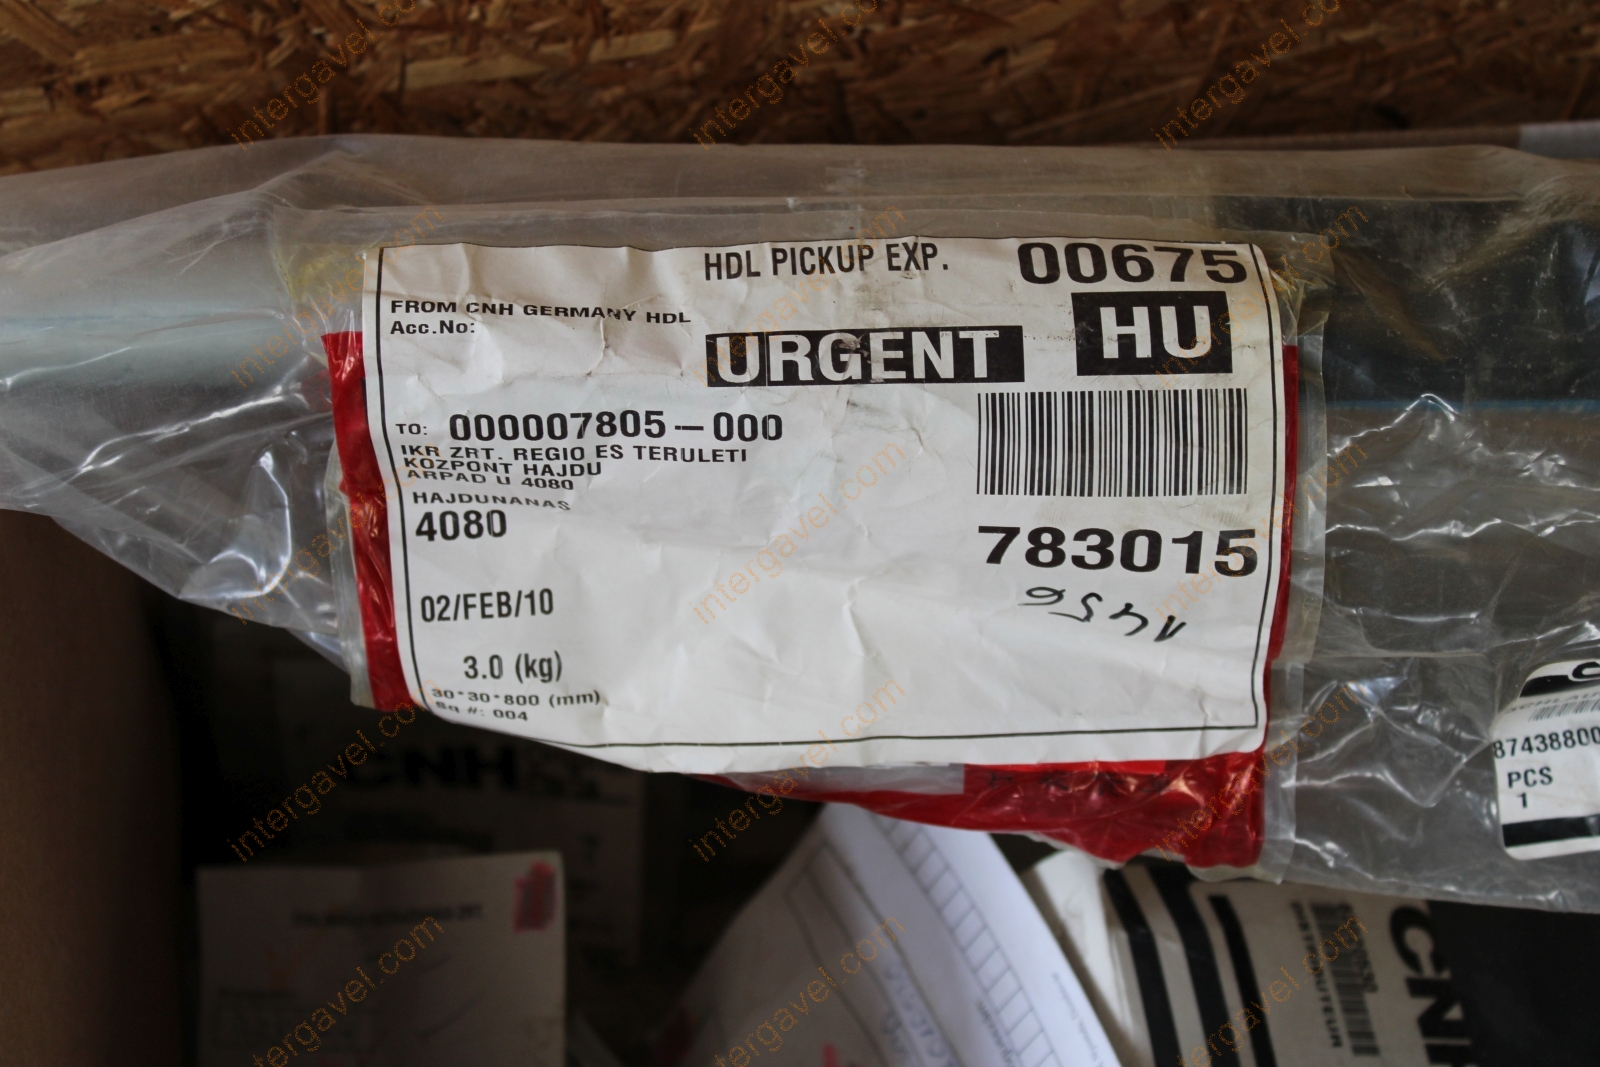 HDL PICKUP EXP.
00675
FROM CNH GERMANY HDL
Acc.No:
URGENT
HU
TO: 000007805-000
IKR ZRT. REGIO ES TERULETI
KOZPONT HAJDU
ARPAD U 4080
HAJDUNANAS
4080
783015
1456
02/FEB/10
3.0 (kg)
30*30*800 (mm)
Sq #: 004
87438800
PCS
1
CNH
CNH
intergavel.com